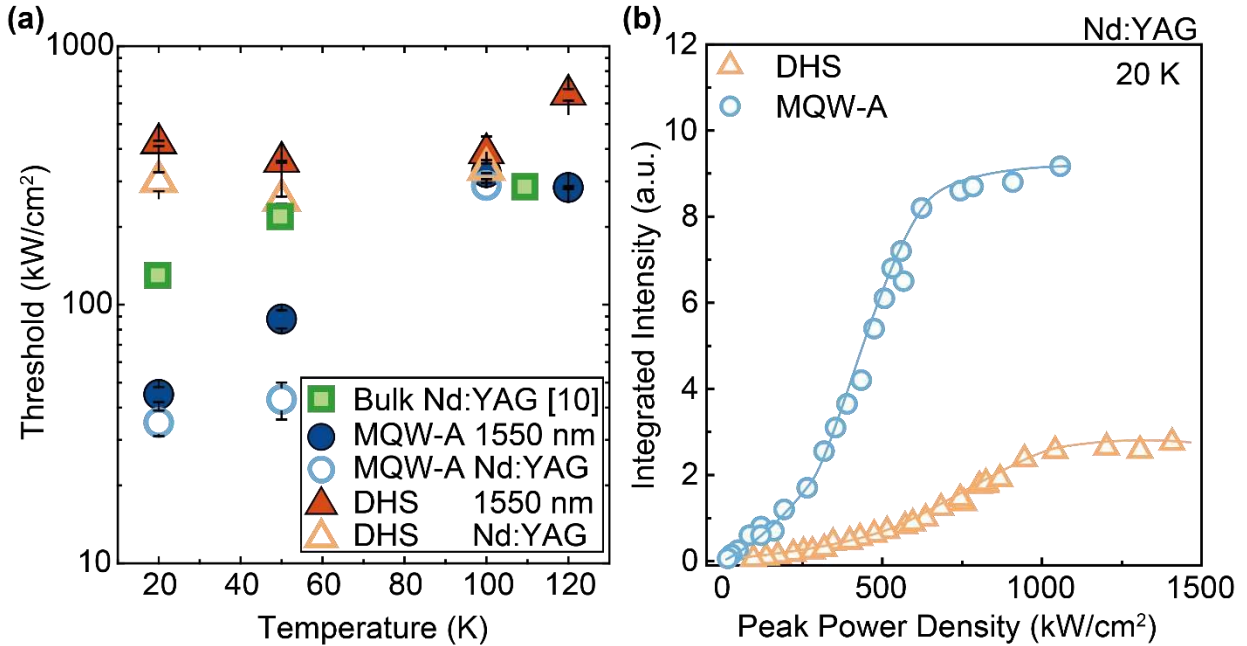 (a)
1000
100
10
Threshold (kW/cm²)
20 40 60 80 100 120
Temperature (K)
Bulk Nd:YAG [10]
MQW-A 1550 nm
MQW-A Nd:YAG
DHS 1550 nm
DHS Nd:YAG
(b)
Nd:YAG
20 K
DHS
MQW-A
12
10
8
6
4
2
0
Integrated Intensity (a.u.)
0 500 1000 1500
Peak Power Density (kW/cm²)